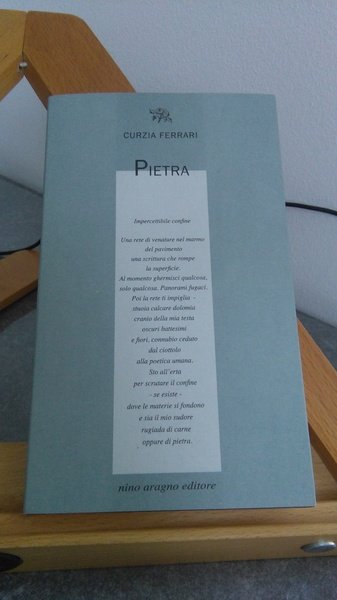 CURZIA FERRARI
PIETRA
Impercettibile confine
Una rete di venature nel marmo
del pavimento
una scrittura che rompe
la superficie.
Al momento ghermisci qualcosa,
solo qualcosa. Panorami fugaci.
Poi la rete ti impiglia -
stuoia calcare dolomia
cranio della mia testa
oscuri battesimi
e fiori, connubio ceduto
dal ciottolo
alla poetica umana.
Sto all'erta
per scrutare il confine
- se esiste -
dove le materie si fondono
e sia il mio sudore
rugiada di carne
oppure di pietra.
nino aragno editore